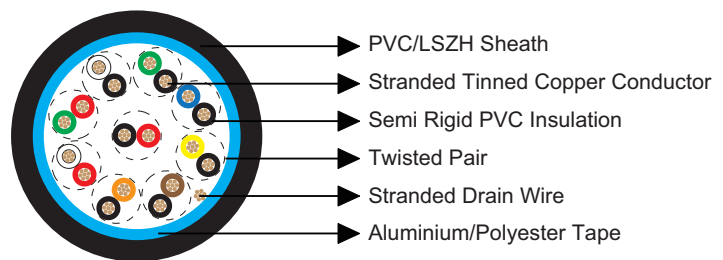 PVC/LSZH Sheath
Stranded Tinned Copper Conductor
Semi Rigid PVC Insulation
Twisted Pair
Stranded Drain Wire
Aluminium/Polyester Tape